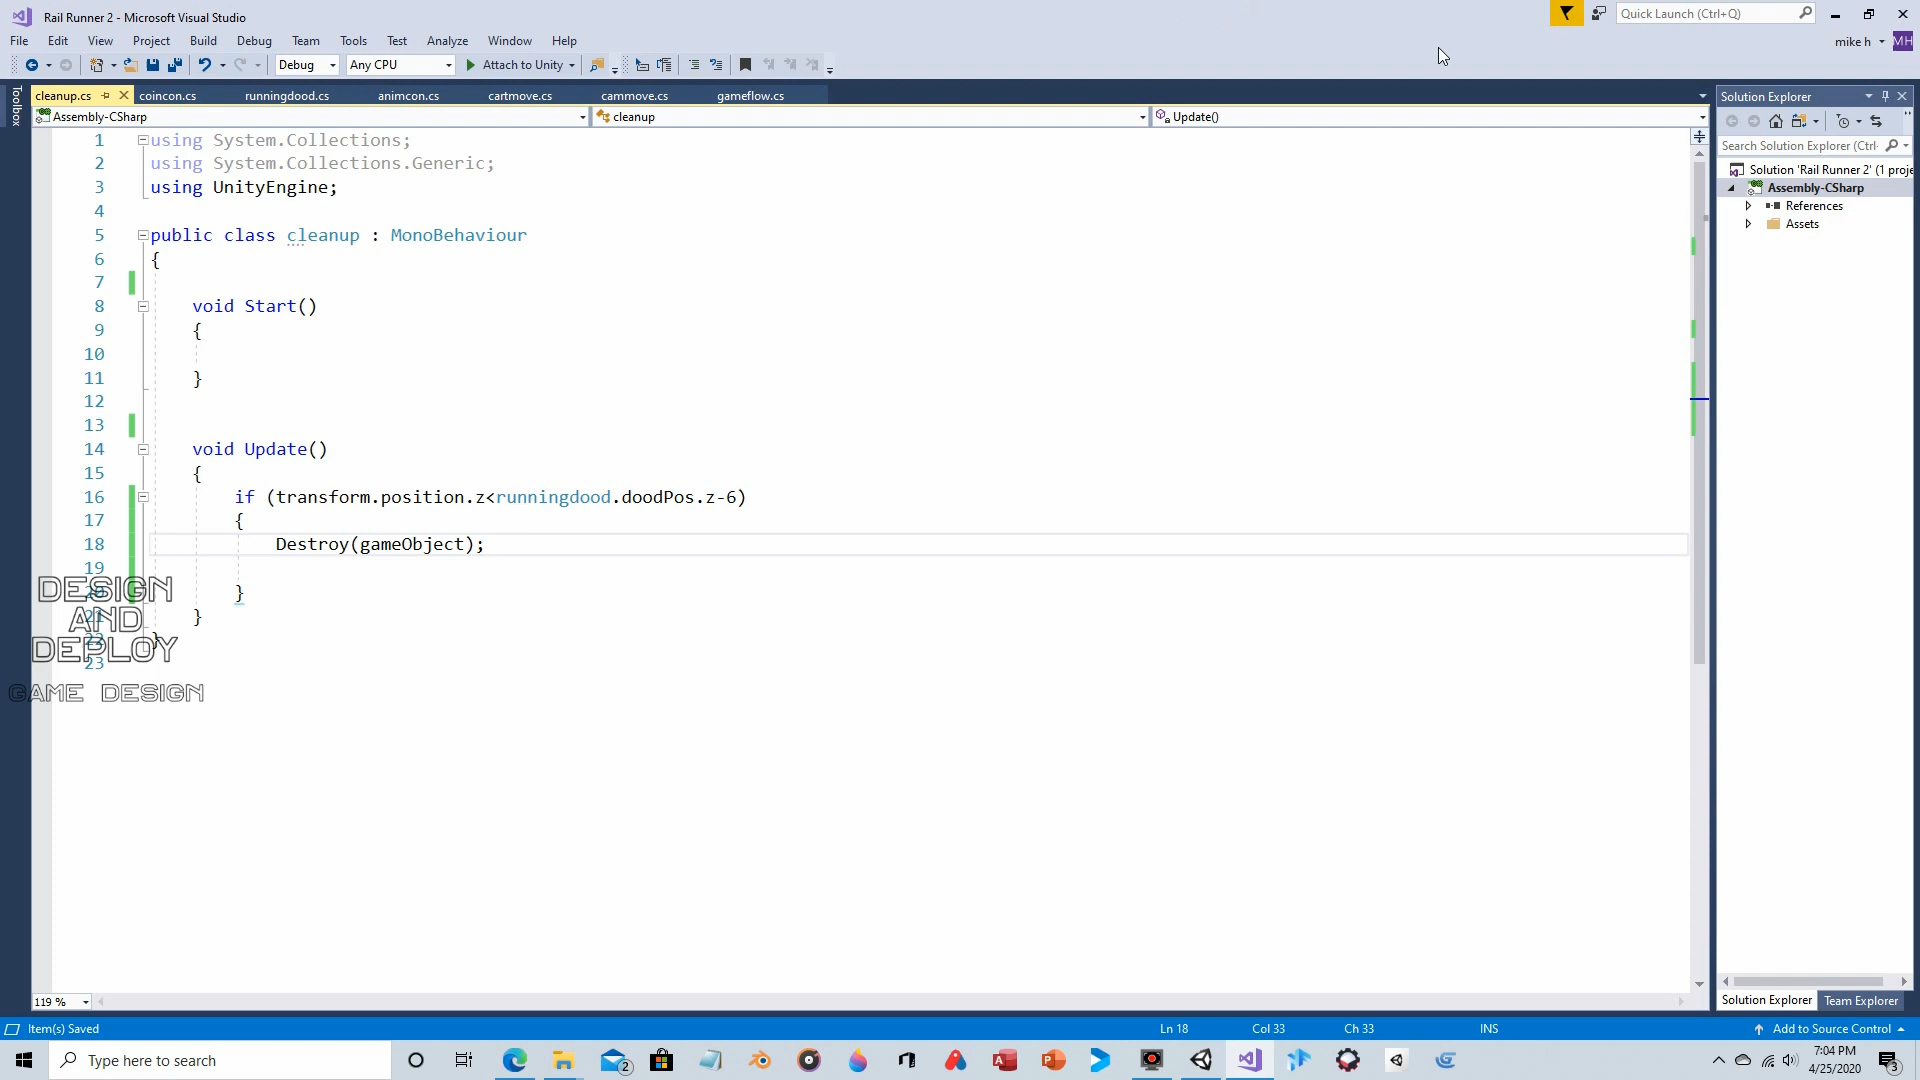 Rail Runner 2 - Microsoft Visual Studio
Quick Launch (Ctrl+Q)
File Edit View Project Build Debug Team Tools Test Analyze Window Help
mike h MH
Debug Any CPU Attach to Unity
Toolbox
cleanup.cs coincon.cs runningdood.cs animcon.cs cartmove.cs cammove.cs gameflow.cs
Solution Explorer
Assembly-CSharp cleanup Update()
Search Solution Explorer (Ctrl-
Solution 'Rail Runner 2' (1 proje
Assembly-CSharp
References
Assets
1 using System.Collections;
2 using System.Collections.Generic;
3 using UnityEngine;
4
5 public class cleanup : MonoBehaviour
6 {
7
8 void Start()
9 {
10
11 }
12
13
14 void Update()
15 {
16 if (transform.position.z<runningdood.doodPos.z-6)
17 {
18 Destroy(gameObject);
19
20 }
21 }
22 }
23
DESIGN
AND
DEPLOY
GAME DESIGN
119 %
Solution Explorer Team Explorer
Item(s) Saved Ln 18 Col 33 Ch 33 INS Add to Source Control
Type here to search
2
7:04 PM
4/25/2020
3